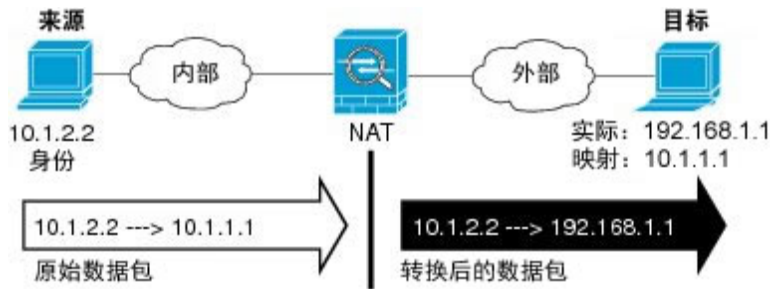 来源
目标
内部
外部
10.1.2.2
身份
NAT
实际：192.168.1.1
映射：10.1.1.1
10.1.2.2 ---> 10.1.1.1
10.1.2.2 ---> 192.168.1.1
原始数据包
转换后的数据包